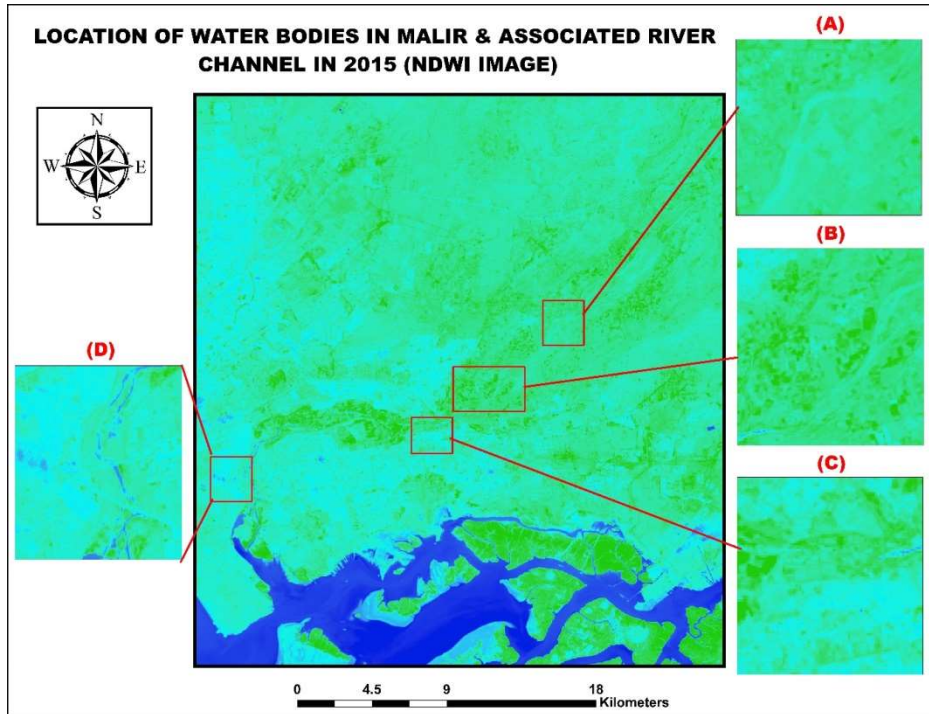 LOCATION OF WATER BODIES IN MALIR & ASSOCIATED RIVER
CHANNEL IN 2015 (NDWI IMAGE)
(A)
N
W E
S
(B)
(D)
(C)
0 4.5 9 18
Kilometers